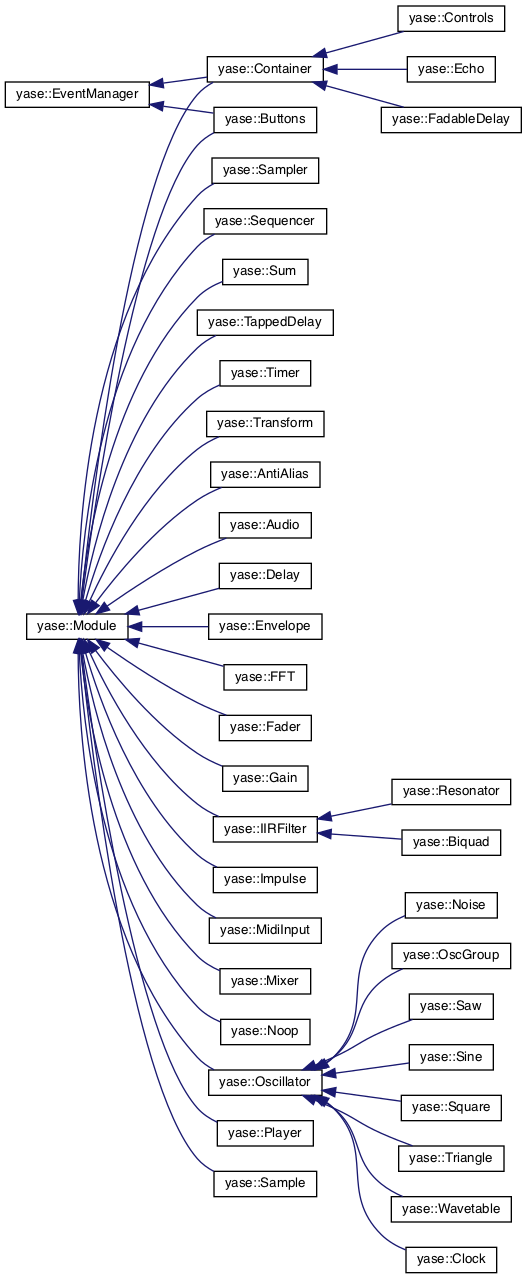 yase::Controls
yase::Container
yase::Echo
yase::EventManager
yase::FadableDelay
yase::Buttons
yase::Sampler
yase::Sequencer
yase::Sum
yase::TappedDelay
yase::Timer
yase::Transform
yase::AntiAlias
yase::Audio
yase::Delay
yase::Module
yase::Envelope
yase::FFT
yase::Fader
yase::Gain
yase::Resonator
yase::IIRFilter
yase::Biquad
yase::Impulse
yase::Noise
yase::MidiInput
yase::OscGroup
yase::Mixer
yase::Saw
yase::Noop
yase::Sine
yase::Oscillator
yase::Square
yase::Player
yase::Triangle
yase::Sample
yase::Wavetable
yase::Clock